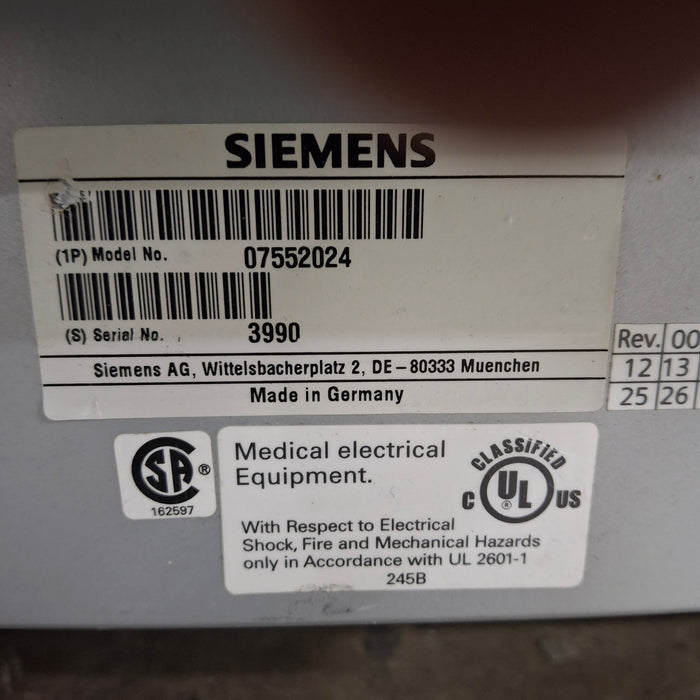 SIEMENS
(1P) Model No. 07552024
(S) Serial No. 3990
Siemens AG, Wittelsbacherplatz 2, DE – 80333 Muenchen
Made in Germany
Rev. 00
12 13
25 26
CSA ®
162597
Medical electrical
Equipment.
With Respect to Electrical
Shock, Fire and Mechanical Hazards
only in Accordance with UL 2601-1
245B
CLASSIFIED
C UL ® US